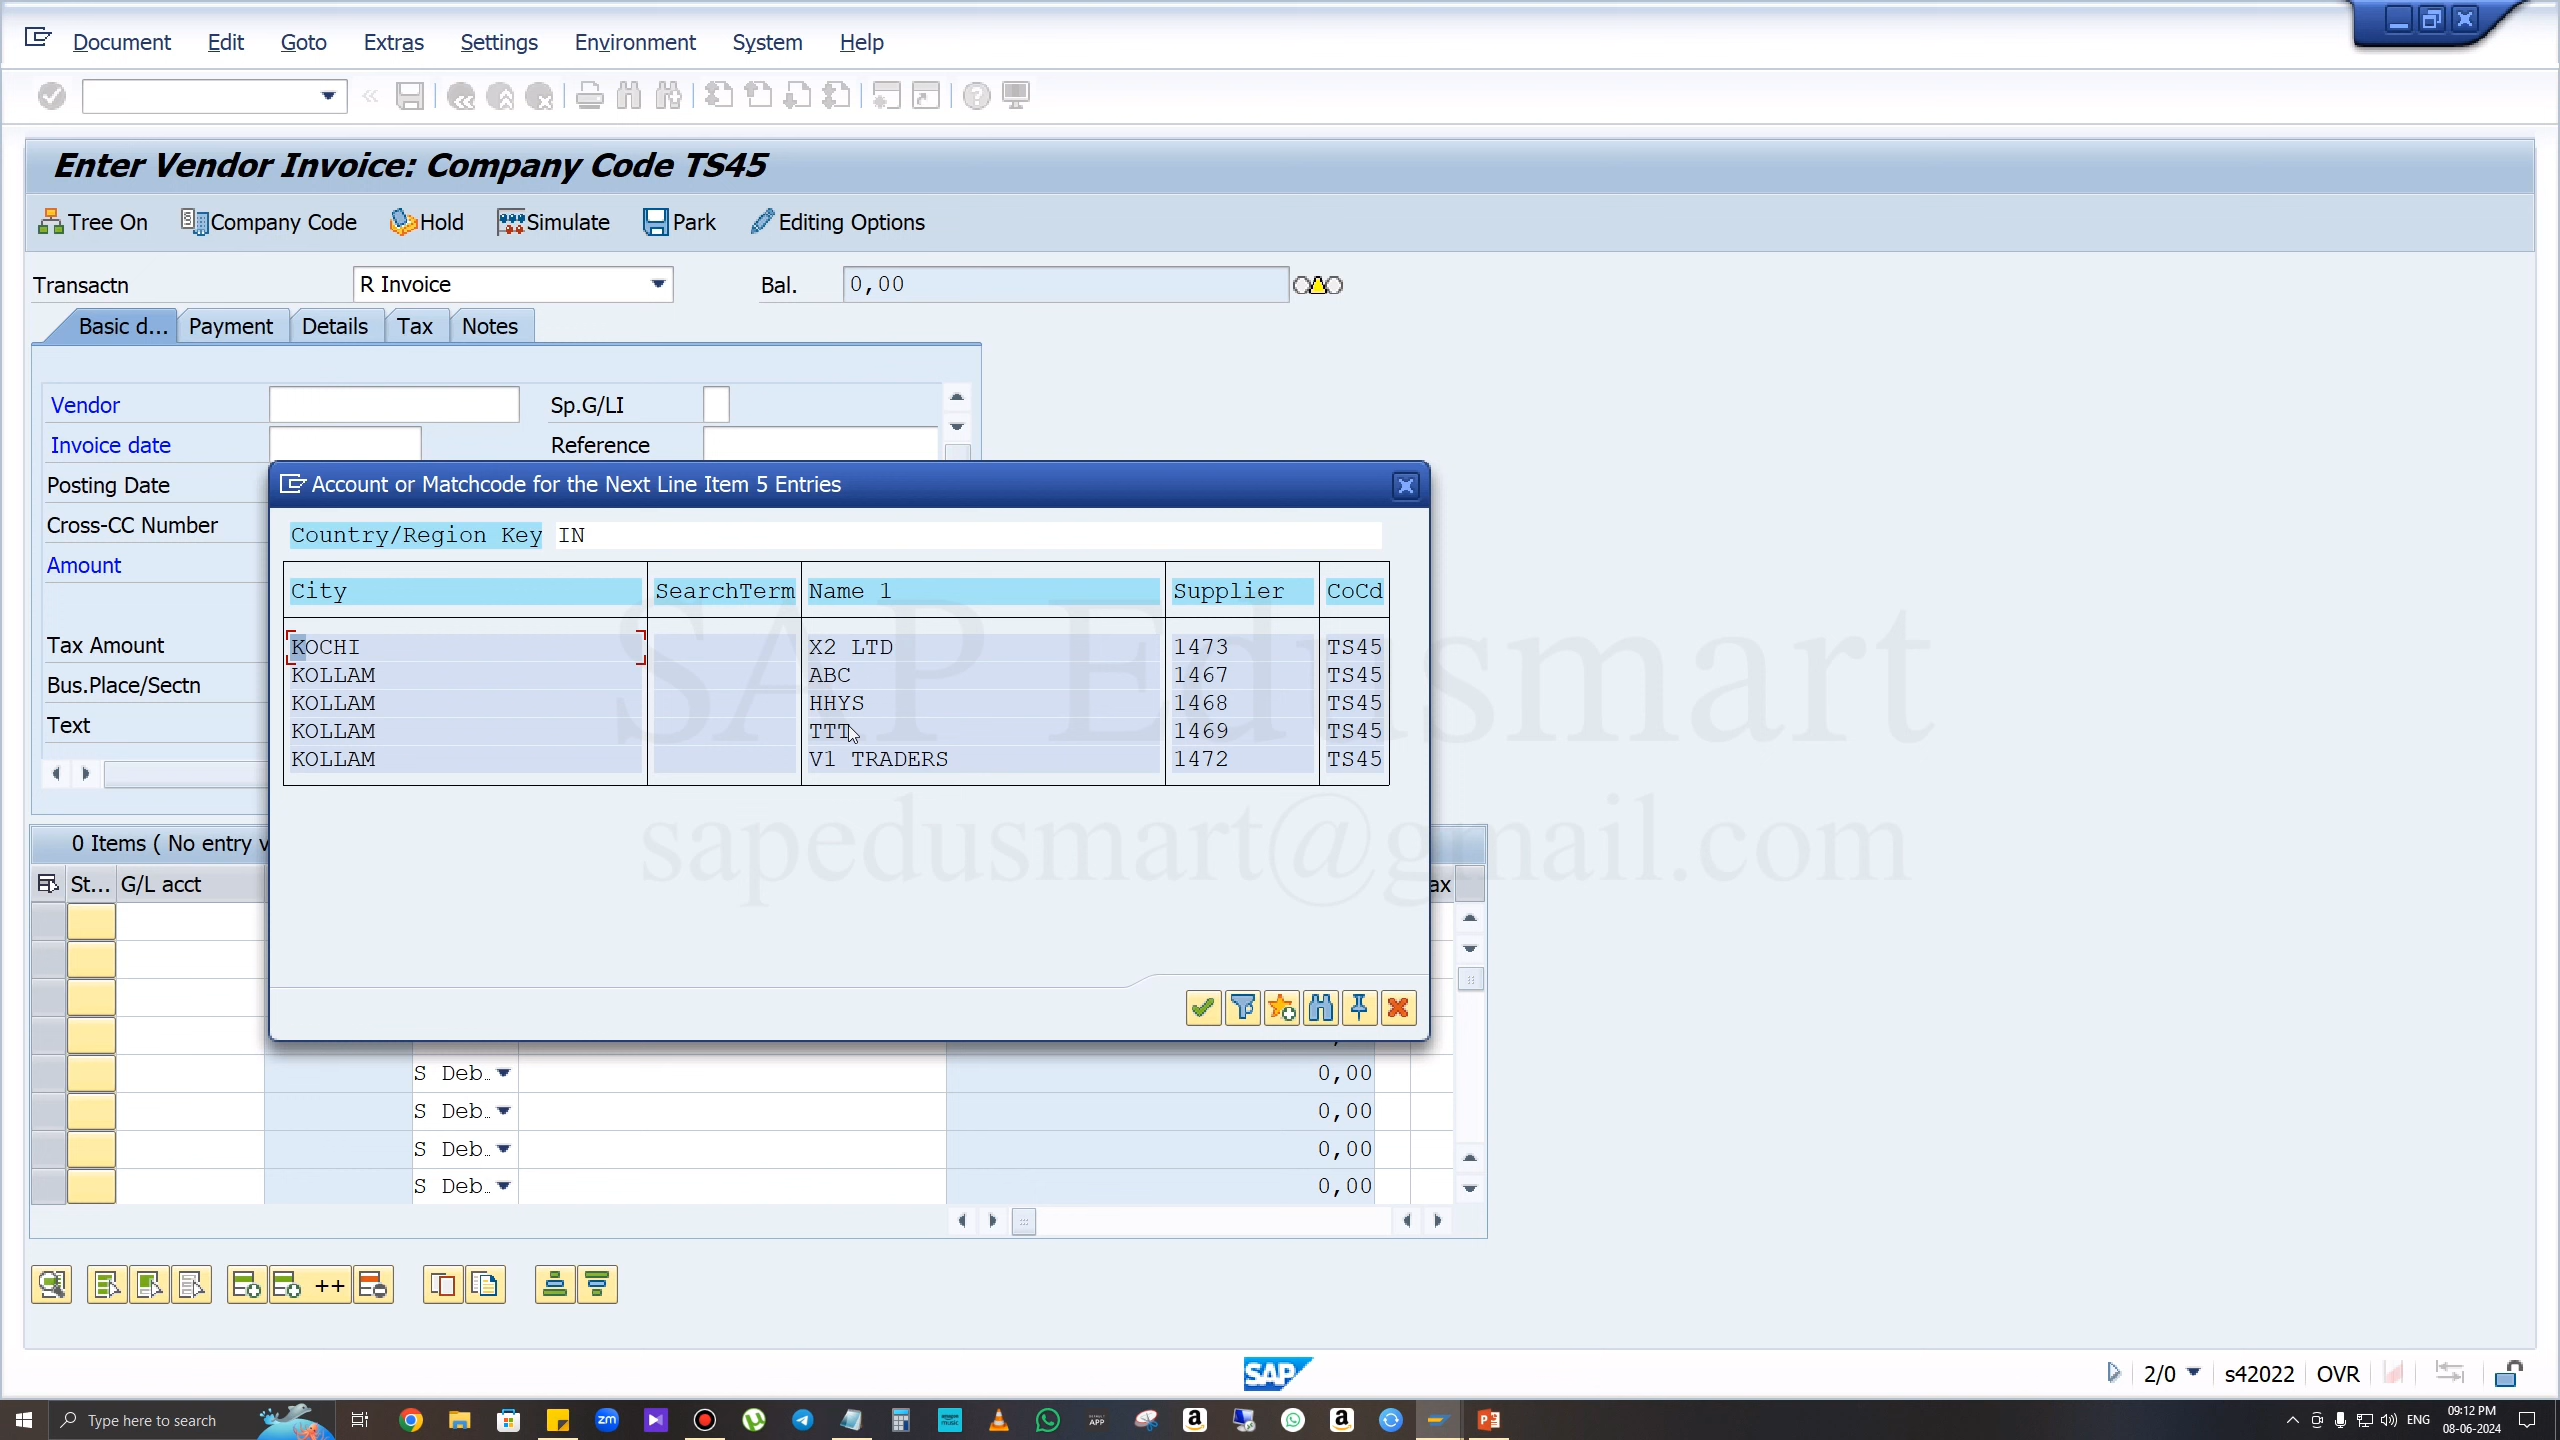 Document Edit Goto Extras Settings Environment System Help
Enter Vendor Invoice: Company Code TS45
Tree On Company Code Hold Simulate Park Editing Options
Transactn R Invoice Bal. 0,00
Basic d... Payment Details Tax Notes
Vendor Sp.G/LI
Invoice date Reference
Posting Date
Cross-CC Number
Amount
Tax Amount
Bus.Place/Sectn
Text
Account or Matchcode for the Next Line Item 5 Entries
Country/Region Key IN
City SearchTerm Name 1 Supplier CoCd
KOCHI X2 LTD 1473 TS45
KOLLAM ABC 1467 TS45
KOLLAM HHYS 1468 TS45
KOLLAM TTT 1469 TS45
KOLLAM V1 TRADERS 1472 TS45
SAP Edusmart
sapedusmart@gmail.com
0 Items ( No entry v
St... G/L acct ax
S Deb.. 0,00
S Deb.. 0,00
S Deb.. 0,00
S Deb.. 0,00
++
SAP
2/0 s42022 OVR
Type here to search
zm
ENG
09:12 PM
08-06-2024